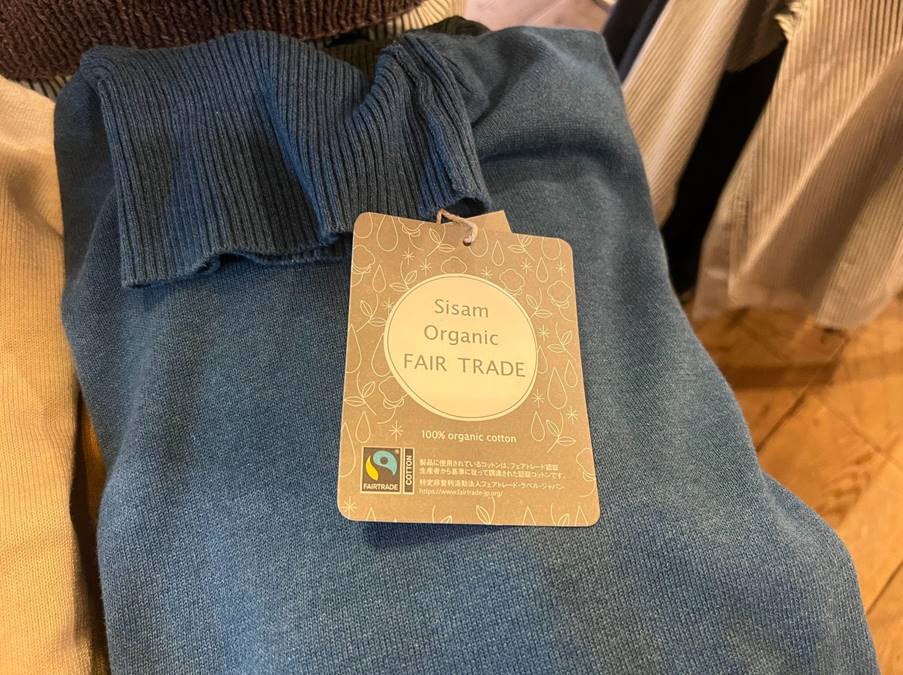 Sisam
Organic
FAIR TRADE
100% organic cotton
FAIRTRADE
®
COTTON
製品に使用されているコットンは、フェアトレード認証
生産者から基準に従って調達された認証コットンです。
特定非営利活動法人フェアトレード・ラベル・ジャパン
https://www.fairtrade-jp.org/